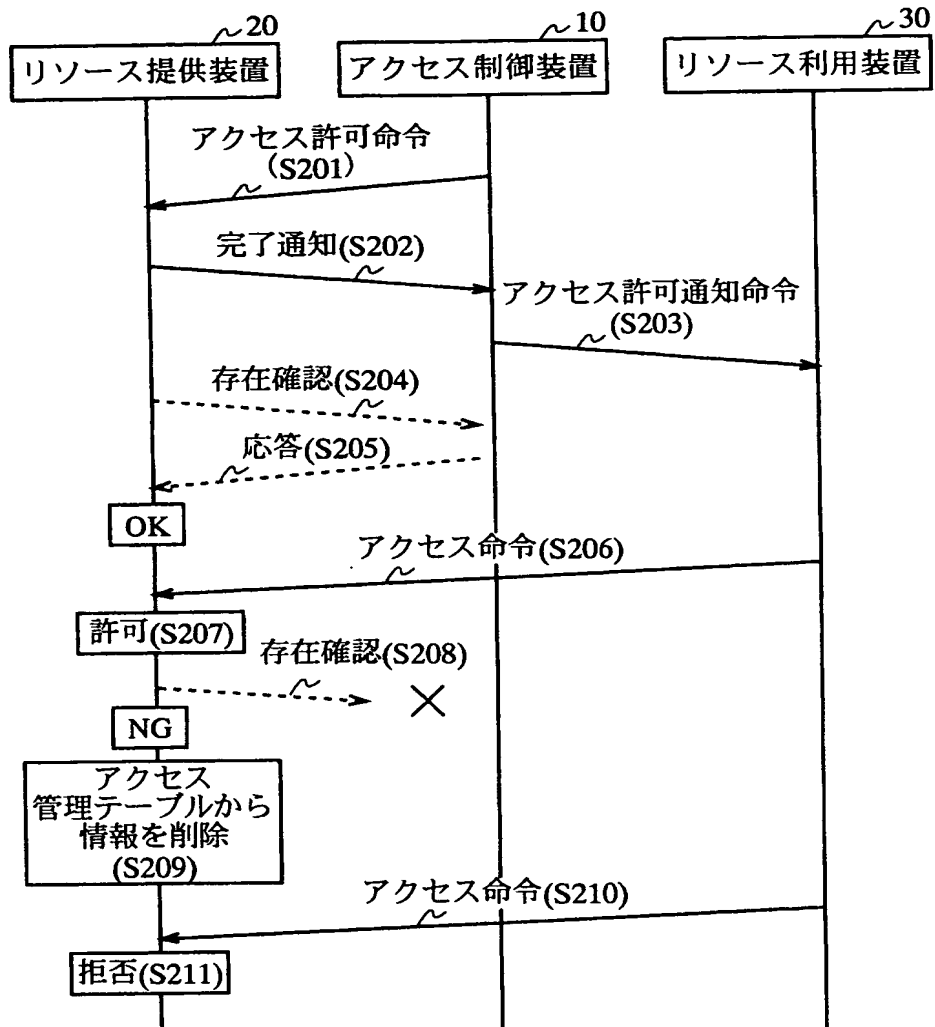 20
10
30
リソース提供装置
アクセス制御装置
リソース利用装置
アクセス許可命令
(S201)
完了通知(S202)
アクセス許可通知命令
(S203)
存在確認(S204)
応答(S205)
OK
アクセス命令(S206)
許可(S207)
存在確認(S208)
NG
アクセス
管理テーブルから
情報を削除
(S209)
アクセス命令(S210)
拒否(S211)